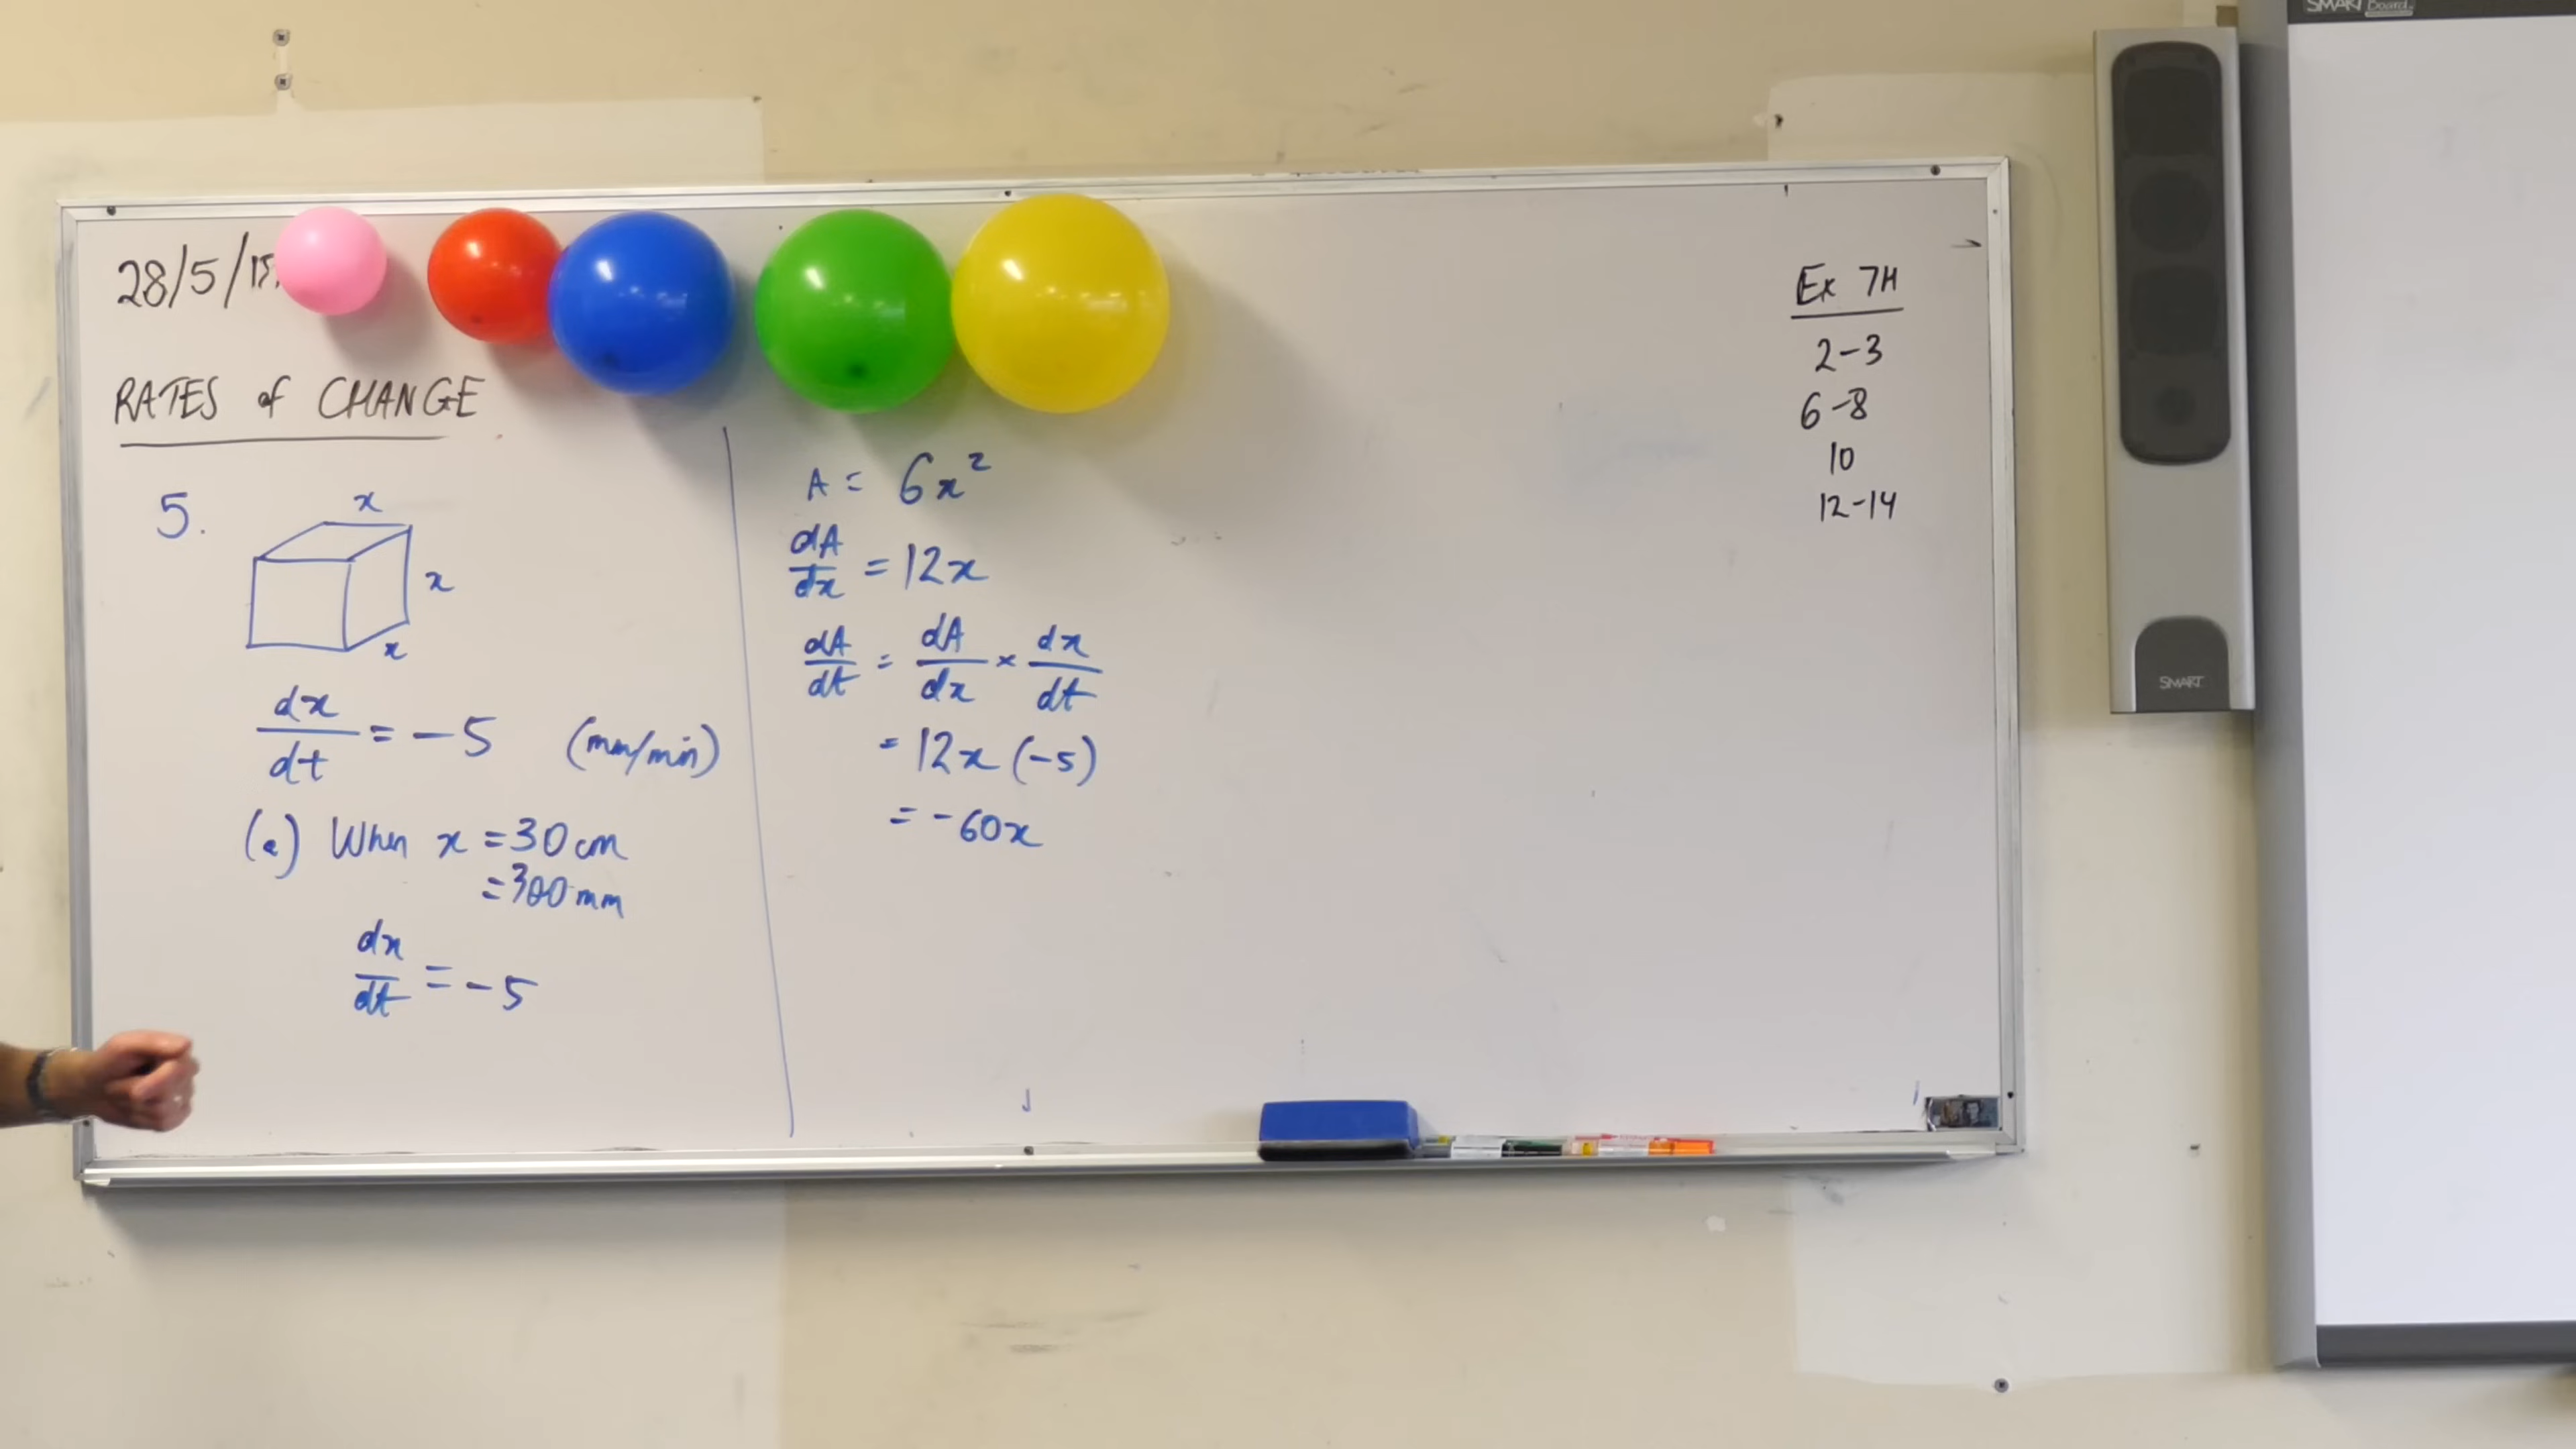 28/5/15
RATES of CHANGE
5.
x
x
x
dx/dt = -5 (mm/min)
(a) When x = 30 cm
= 300 mm
dx/dt = -5
A = 6x²
dA/dx = 12x
dA/dt = dA/dx × dx/dt
= 12x (-5)
= -60x
Ex 7H
2-3
6-8
10
12-14
SMART Board
SMART